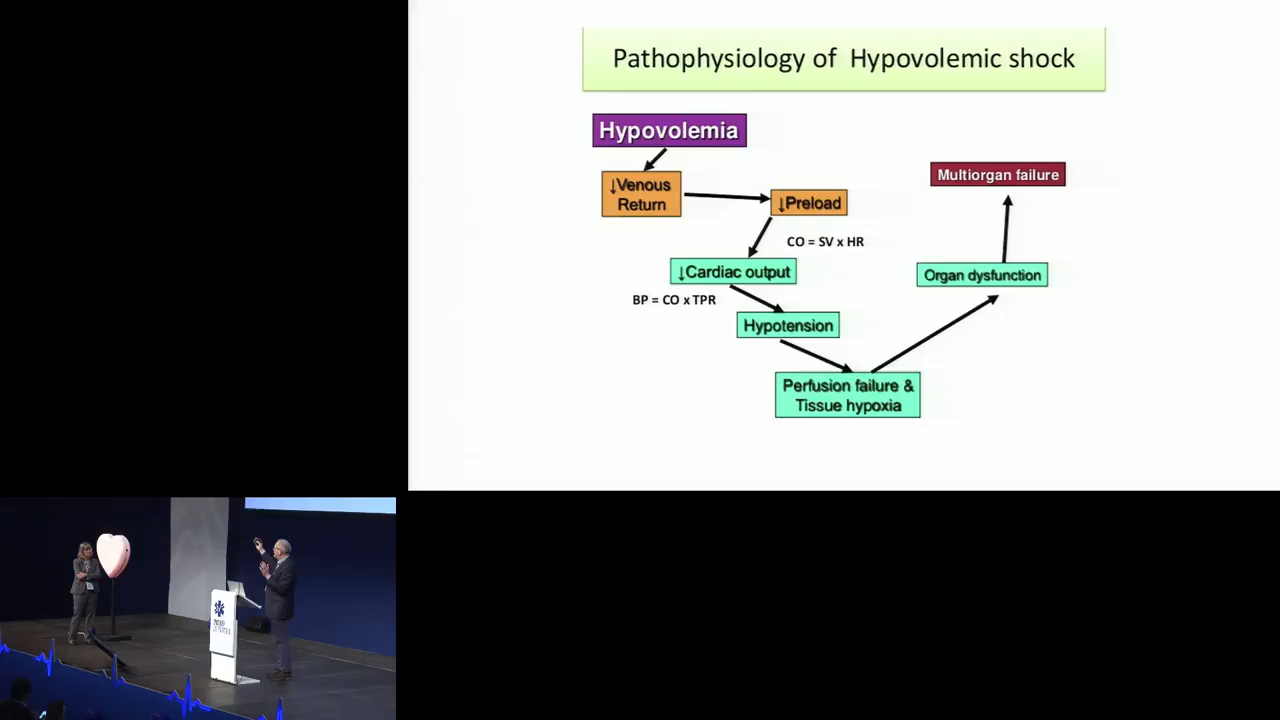 Pathophysiology of Hypovolemic shock
Hypovolemia
↓Venous
Return
↓Preload
Multiorgan failure
CO = SV x HR
↓Cardiac output
Organ dysfunction
BP = CO x TPR
Hypotension
Perfusion failure &
Tissue hypoxia